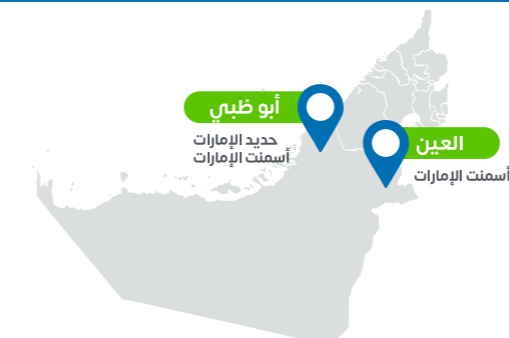 أبو ظبي
حديد الإمارات
أسمنت الإمارات
العين
أسمنت الإمارات